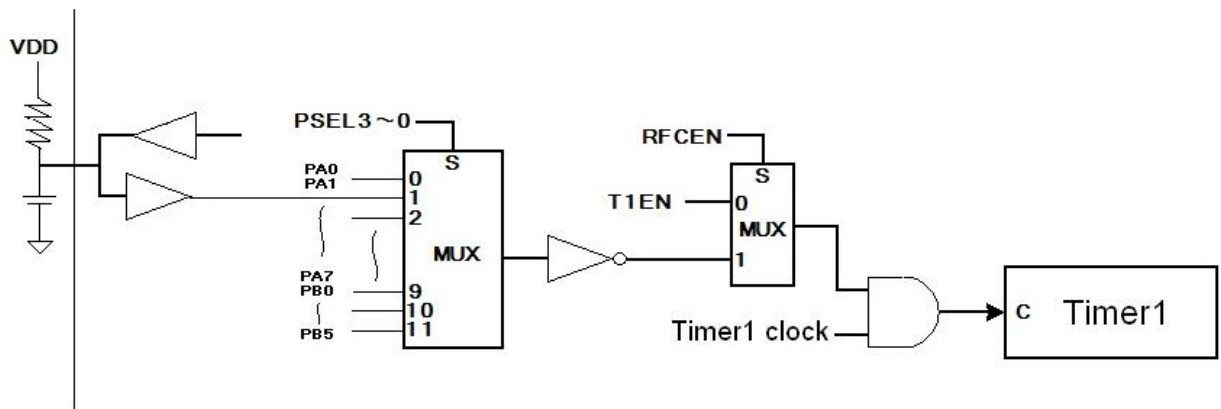 VDD
PSEL3~0
S
PA0
PA1
0
1
2
MUX
PA7
PB0
9
10
11
PB5
RFCEN
S
T1EN
0
MUX
1
Timer1 clock
C
Timer1